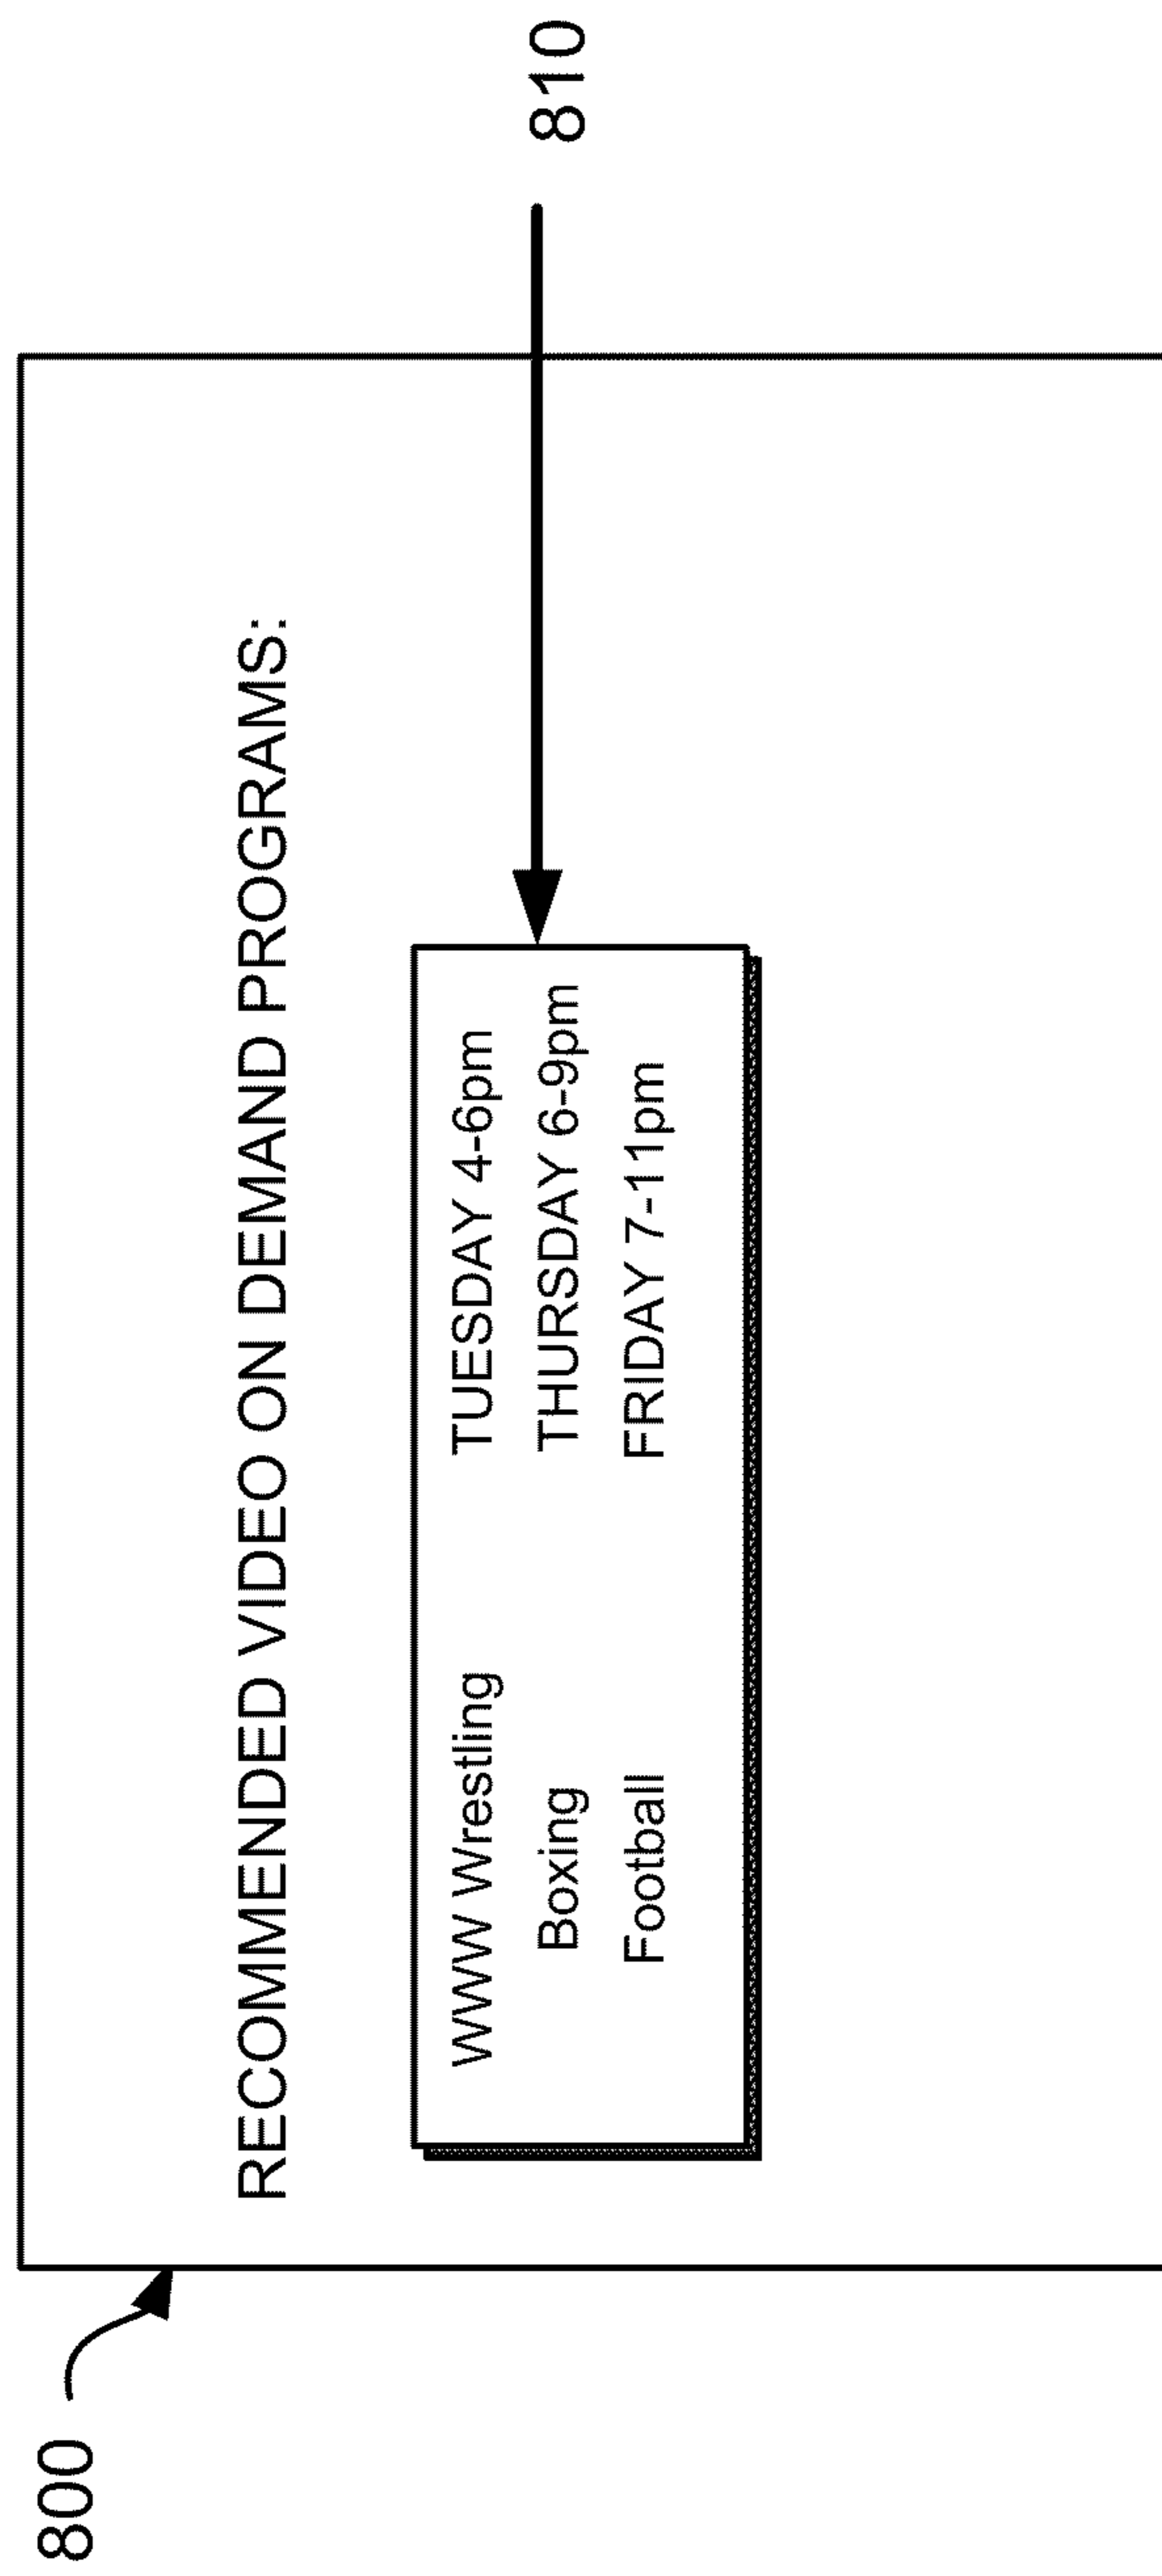 800
RECOMMENDED VIDEO ON DEMAND PROGRAMS:
WWW Wrestling TUESDAY 4-6pm
Boxing THURSDAY 6-9pm
Football FRIDAY 7-11pm
810